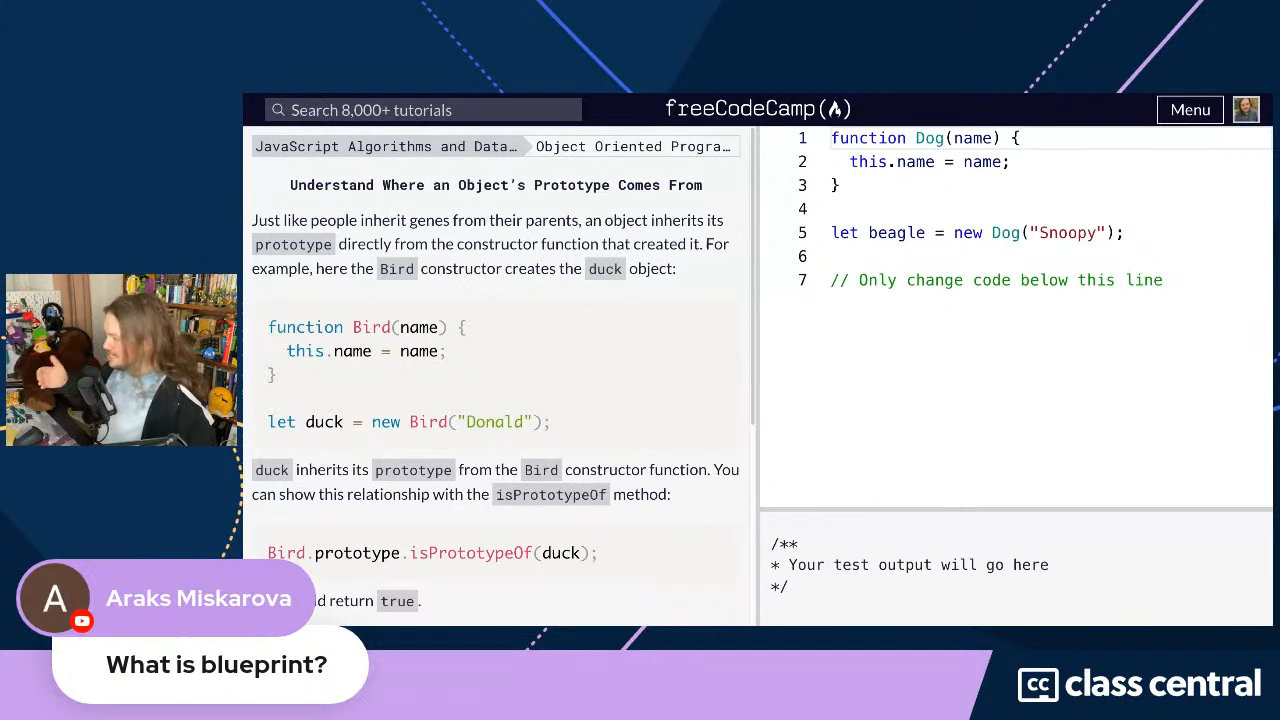 Search 8,000+ tutorials
freeCodeCamp(🔥)
Menu
JavaScript Algorithms and Data…
Object Oriented Progra…
Understand Where an Object's Prototype Comes From
Just like people inherit genes from their parents, an object inherits its
prototype directly from the constructor function that created it. For
example, here the Bird constructor creates the duck object:
function Bird(name) {
  this.name = name;
}
let duck = new Bird("Donald");
duck inherits its prototype from the Bird constructor function. You
can show this relationship with the isPrototypeOf method:
Bird.prototype.isPrototypeOf(duck);
return true.
1 function Dog(name) {
2   this.name = name;
3 }
4
5 let beagle = new Dog("Snoopy");
6
7 // Only change code below this line
/**
* Your test output will go here
*/
A
Araks Miskarova
What is blueprint?
cc class central